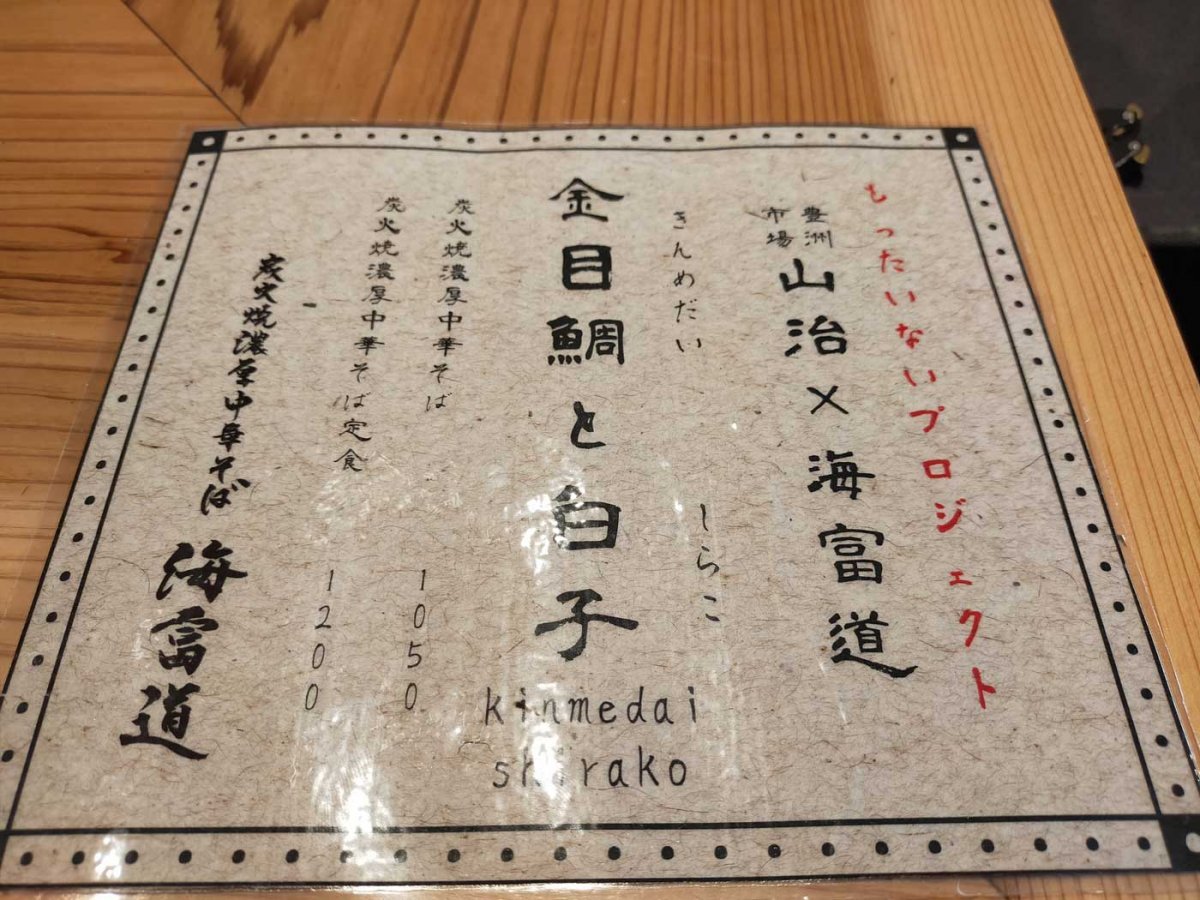 もったいないプロジェクト
豊洲
市場
山治×海富道
きんめだい しらこ
金目鯛と白子
kinmedai
shirako
炭火焼濃厚中華そば 1050
炭火焼濃厚中華そば定食 1200
炭火焼濃厚中華そば 海富道